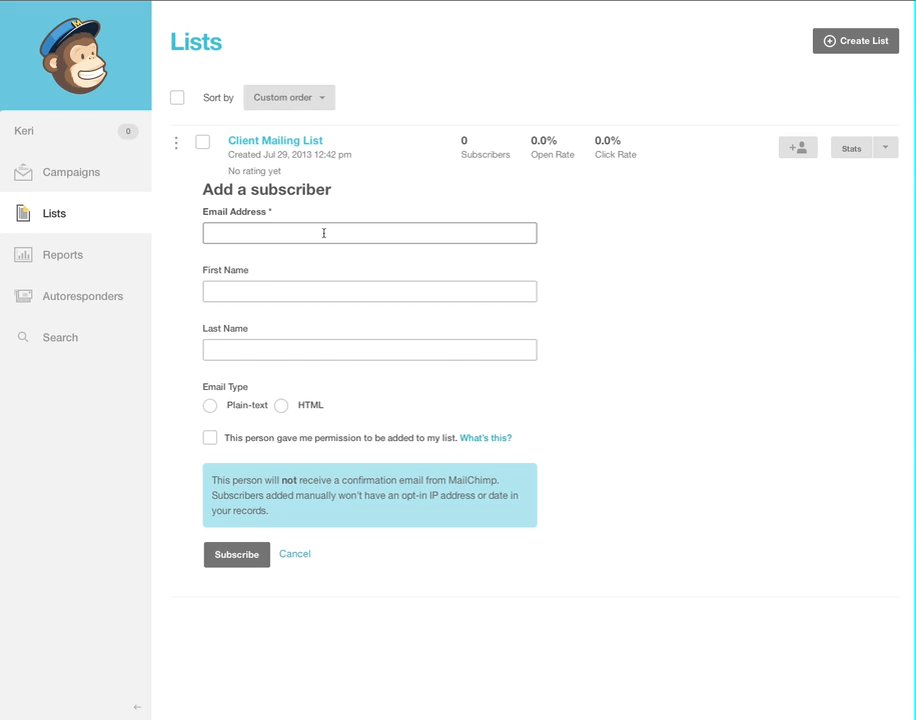 Lists
Create List
Sort by
Custom order
Keri
0
Campaigns
Lists
Reports
Autoresponders
Search
Client Mailing List
Created Jul 29, 2013 12:42 pm
No rating yet
0
Subscribers
0.0%
Open Rate
0.0%
Click Rate
Stats
Add a subscriber
Email Address *
First Name
Last Name
Email Type
Plain-text
HTML
This person gave me permission to be added to my list. What's this?
This person will not receive a confirmation email from MailChimp.
Subscribers added manually won't have an opt-in IP address or date in
your records.
Subscribe
Cancel